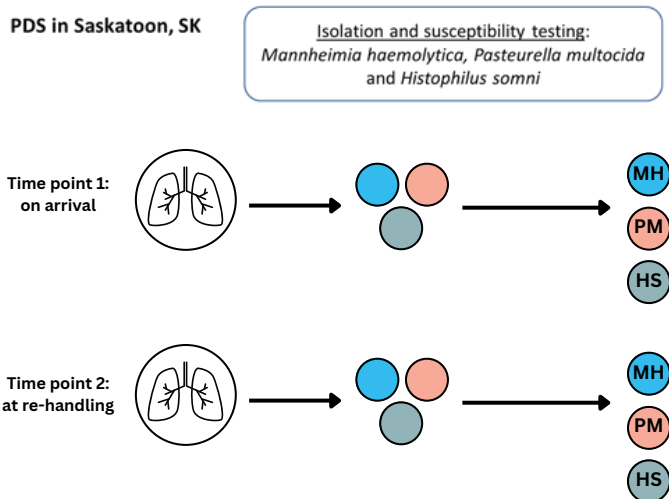 PDS in Saskatoon, SK
Isolation and susceptibility testing:
Mannheimia haemolytica, Pasteurella multocida
and Histophilus somni
Time point 1:
on arrival
MH
PM
HS
Time point 2:
at re-handling
MH
PM
HS